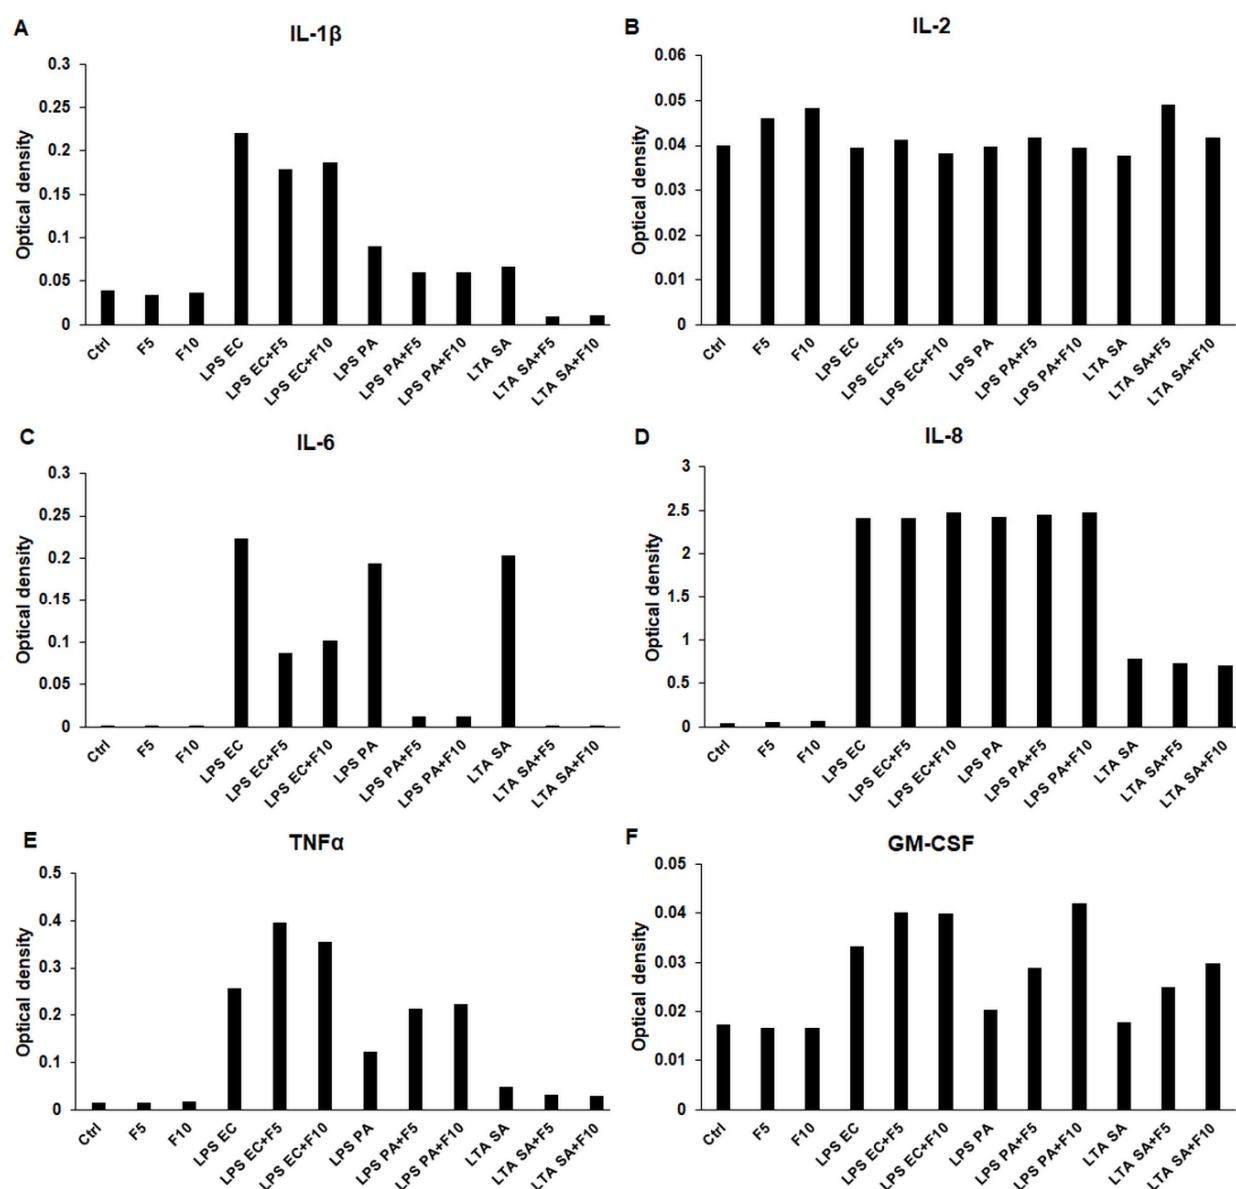 A
IL-1β
Optical density
0.3
0.25
0.2
0.15
0.1
0.05
0
Ctrl
F5
F10
LPS EC
LPS EC+F5
LPS EC+F10
LPS PA
LPS PA+F5
LPS PA+F10
LTA SA
LTA SA+F5
LTA SA+F10
B
IL-2
Optical density
0.06
0.05
0.04
0.03
0.02
0.01
0
Ctrl
F5
F10
LPS EC
LPS EC+F5
LPS EC+F10
LPS PA
LPS PA+F5
LPS PA+F10
LTA SA
LTA SA+F5
LTA SA+F10
C
IL-6
Optical density
0.3
0.25
0.2
0.15
0.1
0.05
0
Ctrl
F5
F10
LPS EC
LPS EC+F5
LPS EC+F10
LPS PA
LPS PA+F5
LPS PA+F10
LTA SA
LTA SA+F5
LTA SA+F10
D
IL-8
Optical density
3
2.5
2
1.5
1
0.5
0
Ctrl
F5
F10
LPS EC
LPS EC+F5
LPS EC+F10
LPS PA
LPS PA+F5
LPS PA+F10
LTA SA
LTA SA+F5
LTA SA+F10
E
TNFα
Optical density
0.5
0.4
0.3
0.2
0.1
0
Ctrl
F5
F10
LPS EC
LPS EC+F5
LPS EC+F10
LPS PA
LPS PA+F5
LPS PA+F10
LTA SA
LTA SA+F5
LTA SA+F10
F
GM-CSF
Optical density
0.05
0.04
0.03
0.02
0.01
0
Ctrl
F5
F10
LPS EC
LPS EC+F5
LPS EC+F10
LPS PA
LPS PA+F5
LPS PA+F10
LTA SA
LTA SA+F5
LTA SA+F10